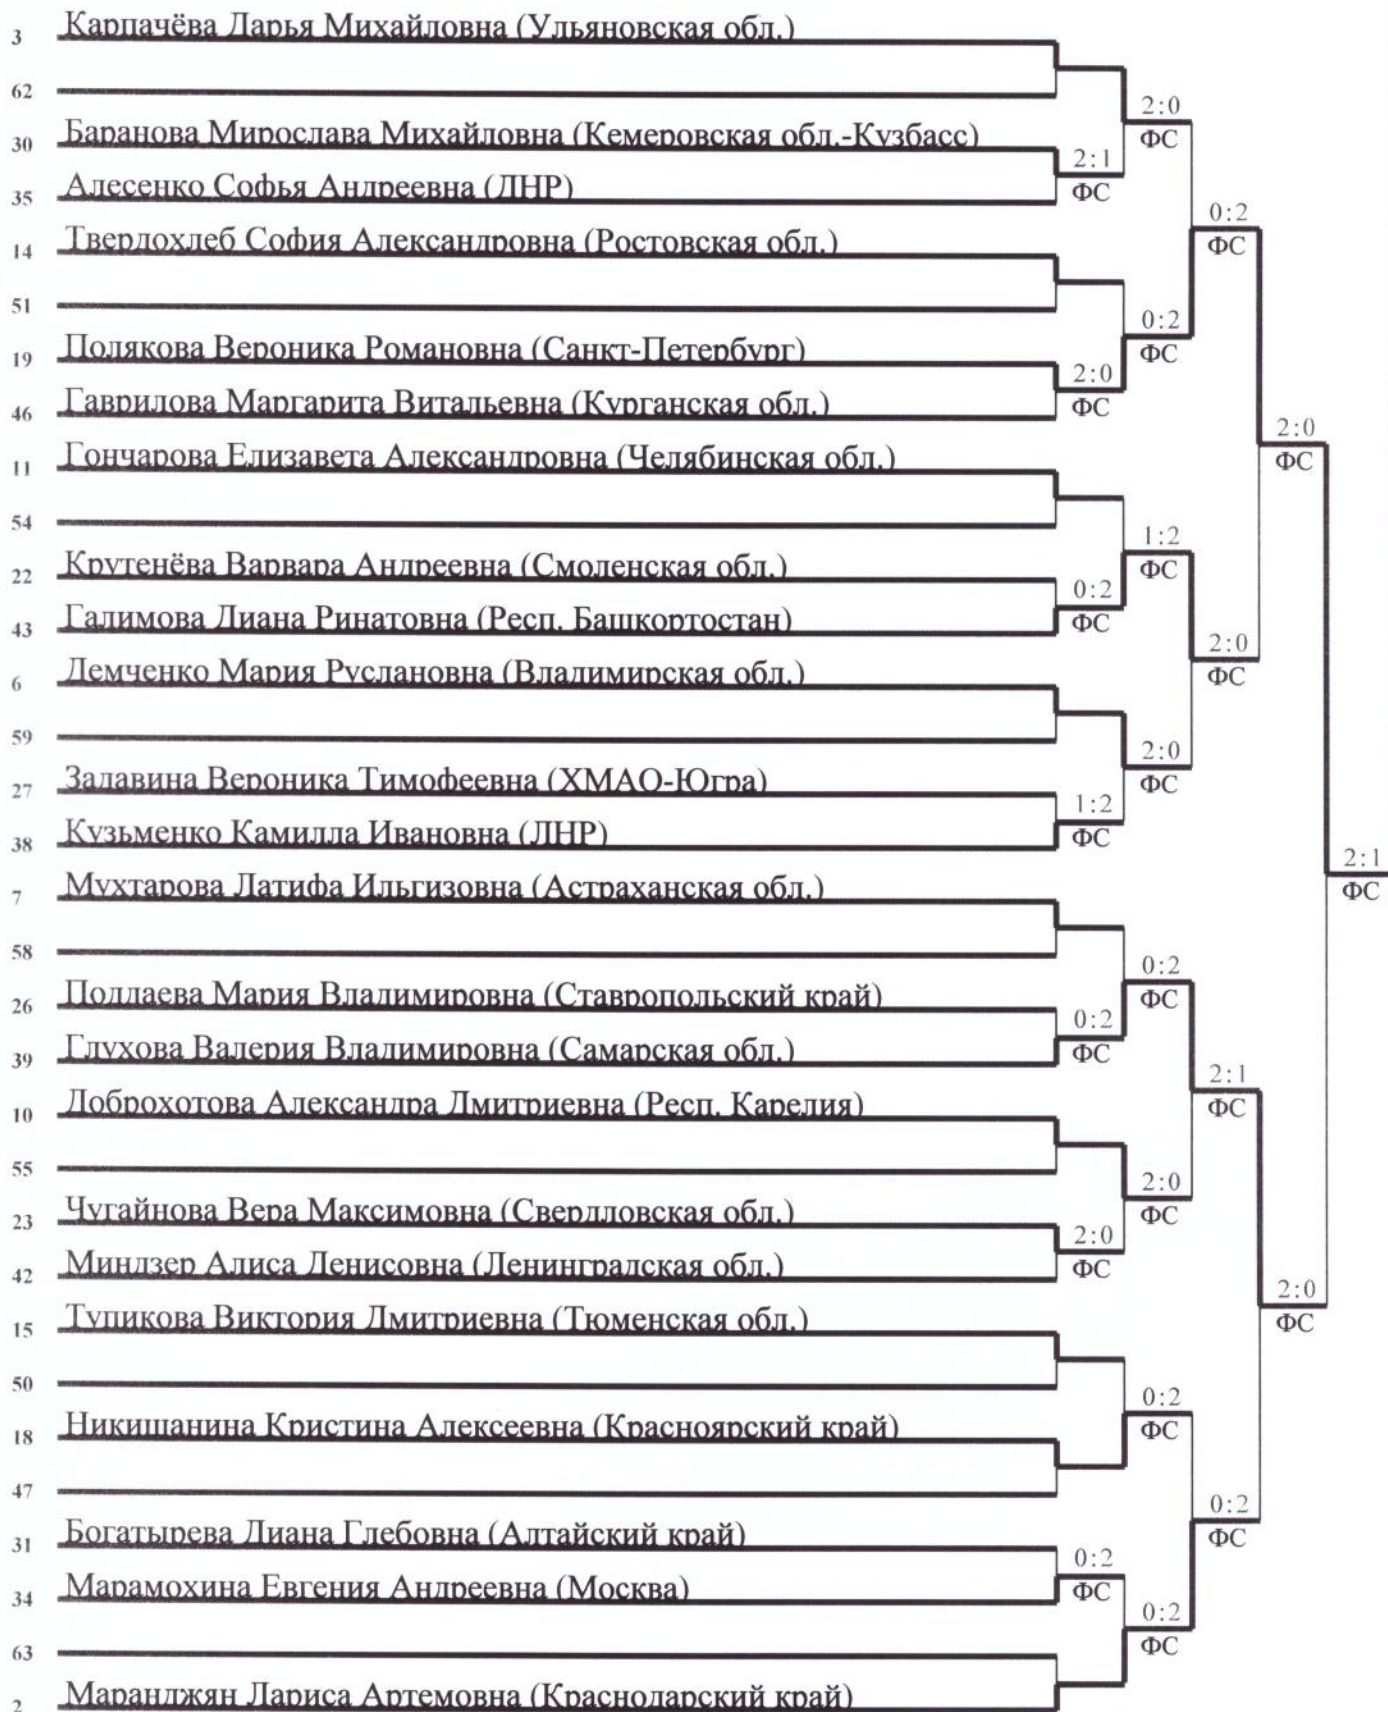 3 Карпачёва Дарья Михайловна (Ульяновская обл.)
62
2:0
30 Баранова Мирослава Михайловна (Кемеровская обл.-Кузбасс)
ФС
2:1
35 Алесенко Софья Андреевна (ЛНР)
ФС
0:2
14 Твердохлеб София Александровна (Ростовская обл.)
ФС
51
0:2
19 Полякова Вероника Романовна (Санкт-Петербург)
ФС
2:0
46 Гаврилова Маргарита Витальевна (Курганская обл.)
ФС
2:0
11 Гончарова Елизавета Александровна (Челябинская обл.)
ФС
54
1:2
ФС
22 Крутенёва Варвара Андреевна (Смоленская обл.)
0:2
43 Галимова Диана Ринатовна (Респ. Башкортостан)
ФС
2:0
6 Демченко Мария Руслановна (Владимирская обл.)
ФС
59
2:0
27 Задавина Вероника Тимофеевна (ХМАО-Югра)
ФС
1:2
38 Кузьменко Камилла Ивановна (ЛНР)
ФС
2:1
7 Мухтарова Латифа Ильгизовна (Астраханская обл.)
ФС
58
0:2
26 Поддаева Мария Владимировна (Ставропольский край)
ФС
0:2
39 Глухова Валерия Владимировна (Самарская обл.)
ФС
2:1
10 Доброхотова Александра Дмитриевна (Респ. Карелия)
ФС
55
2:0
23 Чугайнова Вера Максимовна (Свердловская обл.)
ФС
2:0
42 Миндзер Алиса Денисовна (Ленинградская обл.)
ФС
2:0
15 Тупикова Виктория Дмитриевна (Тюменская обл.)
ФС
50
0:2
18 Никишанина Кристина Алексеевна (Красноярский край)
ФС
47
0:2
31 Богатырева Диана Глебовна (Алтайский край)
ФС
0:2
34 Марамохина Евгения Андреевна (Москва)
ФС
0:2
63
ФС
2 Маранджян Лариса Артемовна (Краснодарский край)